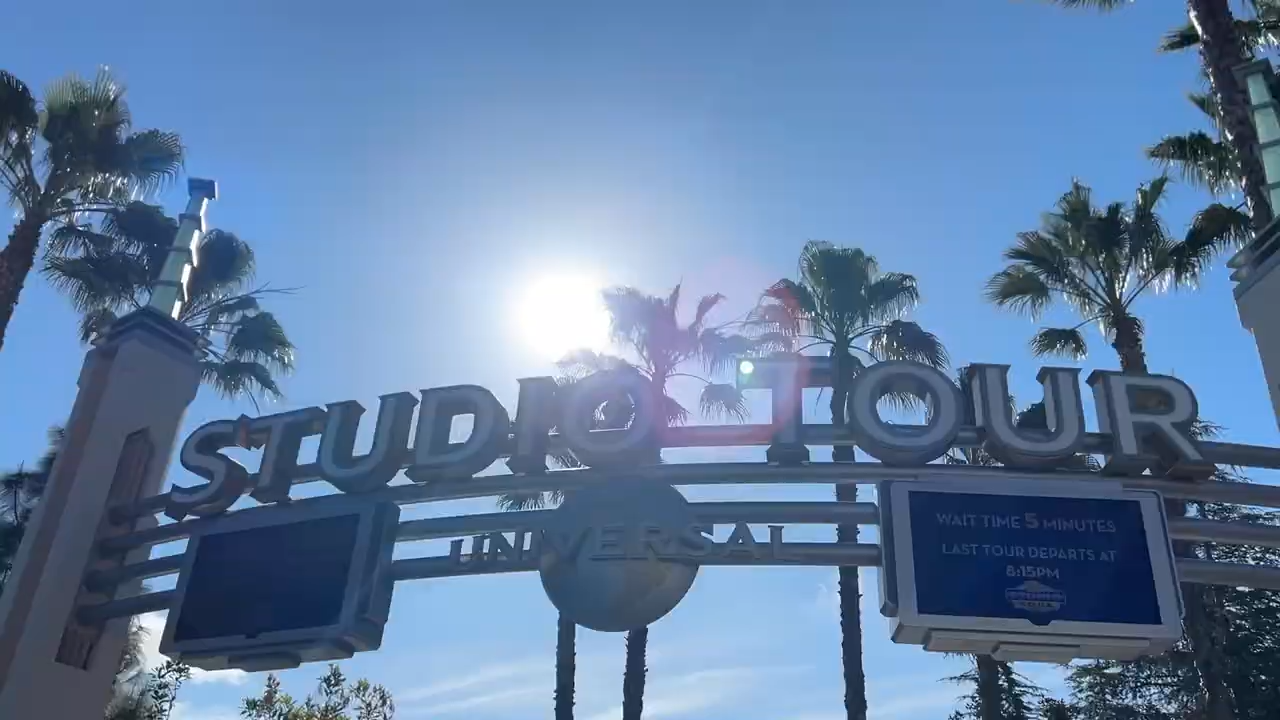 STUDIO TOUR
UNIVERSAL
WAIT TIME 5 MINUTES
LAST TOUR DEPARTS AT
8:15PM